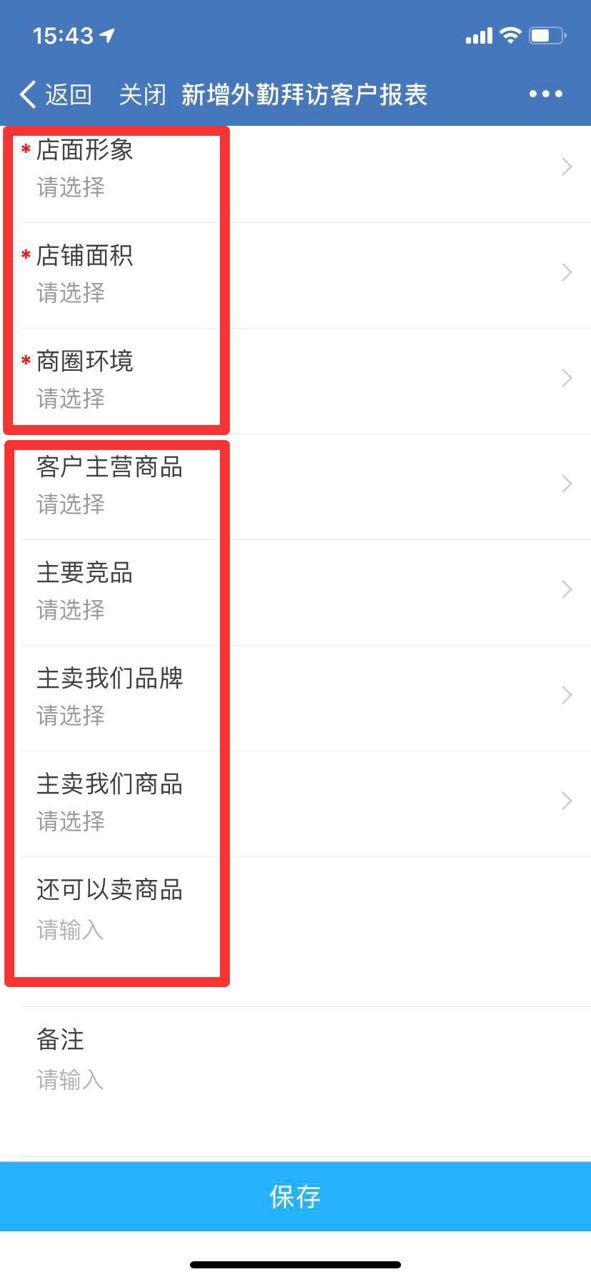 15:43
返回 关闭 新增外勤拜访客户报表
* 店面形象
请选择
* 店铺面积
请选择
* 商圈环境
请选择
客户主营商品
请选择
主要竞品
请选择
主卖我们品牌
请选择
主卖我们商品
请选择
还可以卖商品
请输入
备注
请输入
保存